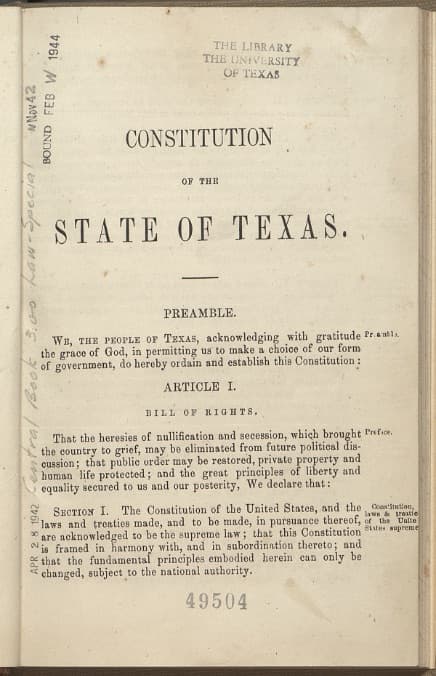 THE LIBRARY
THE UNIVERSITY
OF TEXAS
BOUND FEB W 1944
"Nov42
Central Book 3.00 Law-Special
APR 28 1942
CONSTITUTION
OF THE
STATE OF TEXAS.
PREAMBLE.
WE, THE PEOPLE OF TEXAS, acknowledging with gratitude Preamble.
the grace of God, in permitting us to make a choice of our form
of government, do hereby ordain and establish this Constitution:
ARTICLE I.
BILL OF RIGHTS.
That the heresies of nullification and secession, which brought Preface.
the country to grief, may be eliminated from future political dis-
cussion; that public order may be restored, private property and
human life protected; and the great principles of liberty and
equality secured to us and our posterity, We declare that:
SECTION I. The Constitution of the United States, and the Constitution,
laws and treaties made, and to be made, in pursuance thereof, laws & treatie
are acknowledged to be the supreme law; that this Constitution of the Unite
is framed in harmony with, and in subordination thereto; and States supreme
that the fundamental principles embodied herein can only be
changed, subject to the national authority.
49504